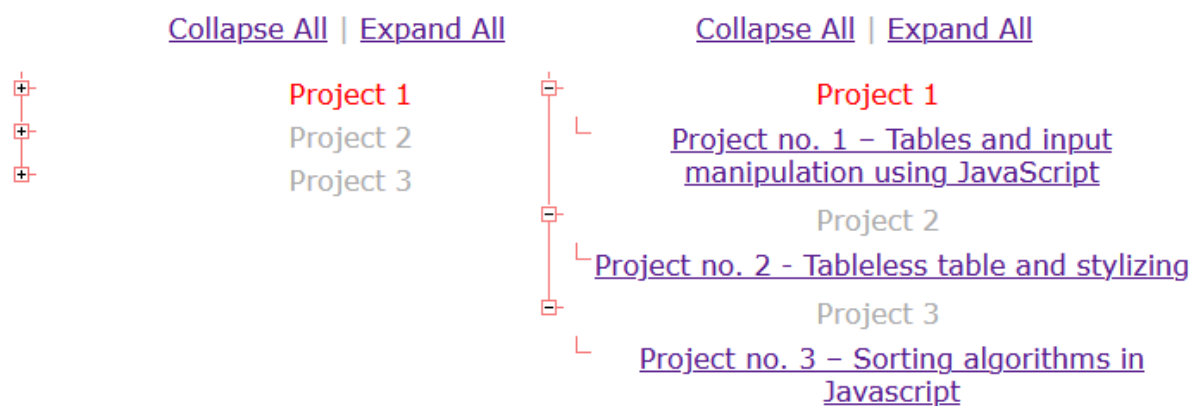 Collapse All | Expand All
Project 1
Project 2
Project 3
Collapse All | Expand All
Project 1
Project no. 1 – Tables and input
manipulation using JavaScript
Project 2
Project no. 2 - Tableless table and stylizing
Project 3
Project no. 3 – Sorting algorithms in
Javascript